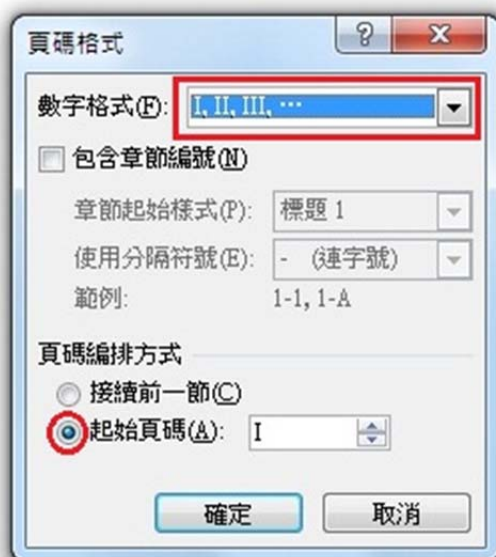 頁碼格式
數字格式(F): I, II, III, …
包含章節編號(N)
章節起始樣式(P): 標題 1
使用分隔符號(E): - (連字號)
範例: 1-1, 1-A
頁碼編排方式
接續前一節(C)
起始頁碼(A): I
確定 取消